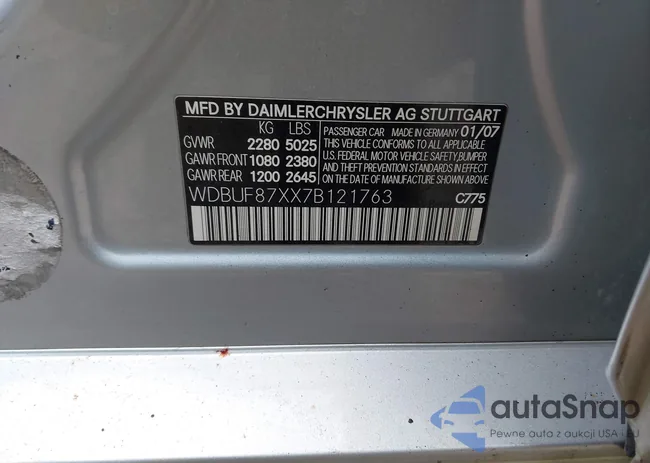 MFD BY DAIMLERCHRYSLER AG STUTTGART
KG LBS
GVWR 2280 5025
GAWR FRONT 1080 2380
GAWR REAR 1200 2645
PASSENGER CAR MADE IN GERMANY 01/07
THIS VEHICLE CONFORMS TO ALL APPLICABLE
U.S. FEDERAL MOTOR VEHICLE SAFETY, BUMPER
AND THEFT PREVENTION STANDARDS IN EFFECT
ON THE DATE OF MANUFACTURE SHOWN ABOVE.
WDBUF87XX7B121763 C775
autoSnap
Pewne auta z aukcji USA i EU